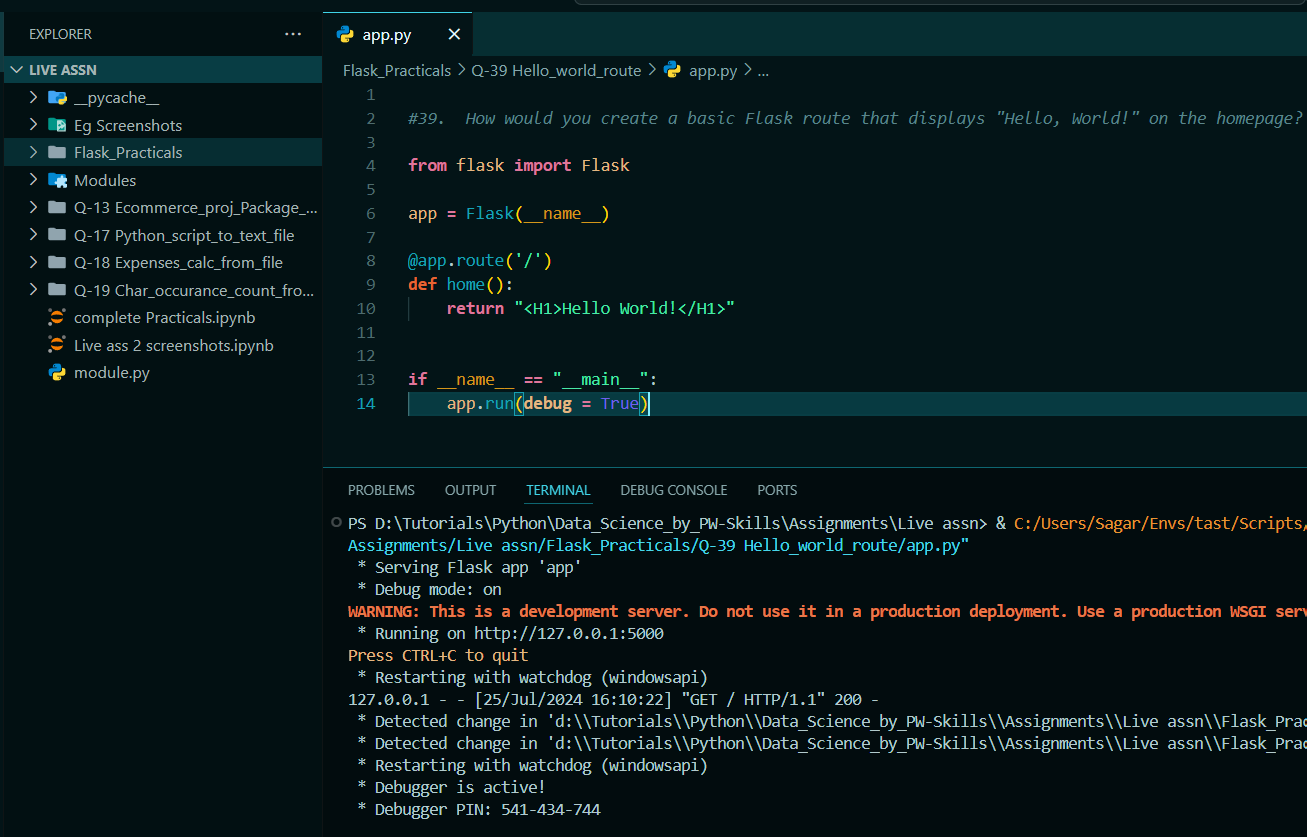 EXPLORER
LIVE ASSN
__pycache__
Eg Screenshots
Flask_Practicals
Modules
Q-13 Ecommerce_proj_Package_...
Q-17 Python_script_to_text_file
Q-18 Expenses_calc_from_file
Q-19 Char_occurance_count_fro...
complete Practicals.ipynb
Live ass 2 screenshots.ipynb
module.py
app.py
Flask_Practicals > Q-39 Hello_world_route > app.py > ...
1
2 #39.  How would you create a basic Flask route that displays "Hello, World!" on the homepage?
3
4 from flask import Flask
5
6 app = Flask(__name__)
7
8 @app.route('/')
9 def home():
10     return "<H1>Hello World!</H1>"
11
12
13 if __name__ == "__main__":
14     app.run(debug = True)
PROBLEMS OUTPUT TERMINAL DEBUG CONSOLE PORTS
PS D:\Tutorials\Python\Data_Science_by_PW-Skills\Assignments\Live assn> & C:/Users/Sagar/Envs/tast/Scripts/
Assignments/Live assn/Flask_Practicals/Q-39 Hello_world_route/app.py"
 * Serving Flask app 'app'
 * Debug mode: on
WARNING: This is a development server. Do not use it in a production deployment. Use a production WSGI serv
 * Running on http://127.0.0.1:5000
Press CTRL+C to quit
 * Restarting with watchdog (windowsapi)
127.0.0.1 - - [25/Jul/2024 16:10:22] "GET / HTTP/1.1" 200 -
 * Detected change in 'd:\\Tutorials\\Python\\Data_Science_by_PW-Skills\\Assignments\\Live assn\\Flask_Prac
 * Detected change in 'd:\\Tutorials\\Python\\Data_Science_by_PW-Skills\\Assignments\\Live assn\\Flask_Prac
 * Restarting with watchdog (windowsapi)
 * Debugger is active!
 * Debugger PIN: 541-434-744